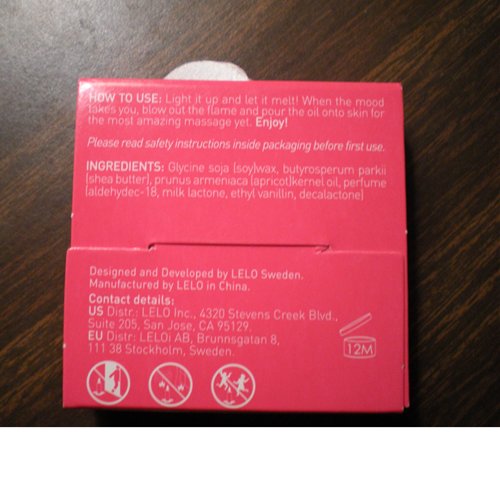 HOW TO USE: Light it up and let it melt! When the mood
takes you, blow out the flame and pour the oil onto skin for
the most amazing massage yet. Enjoy!
Please read safety instructions inside packaging before first use.
INGREDIENTS: Glycine soja (soy)wax, butyrosperum parkii
(shea butter), prunus armeniaca (apricot)kernel oil, perfume
(aldehydec-18, milk lactone, ethyl vanillin, decalactone)
Designed and Developed by LELO Sweden.
Manufactured by LELO in China.
Contact details:
US Distr.: LELO Inc., 4320 Stevens Creek Blvd.,
Suite 205, San Jose, CA 95129.
EU Distr.: LELOi AB, Brunnsgatan 8,
111 38 Stockholm, Sweden.
12M